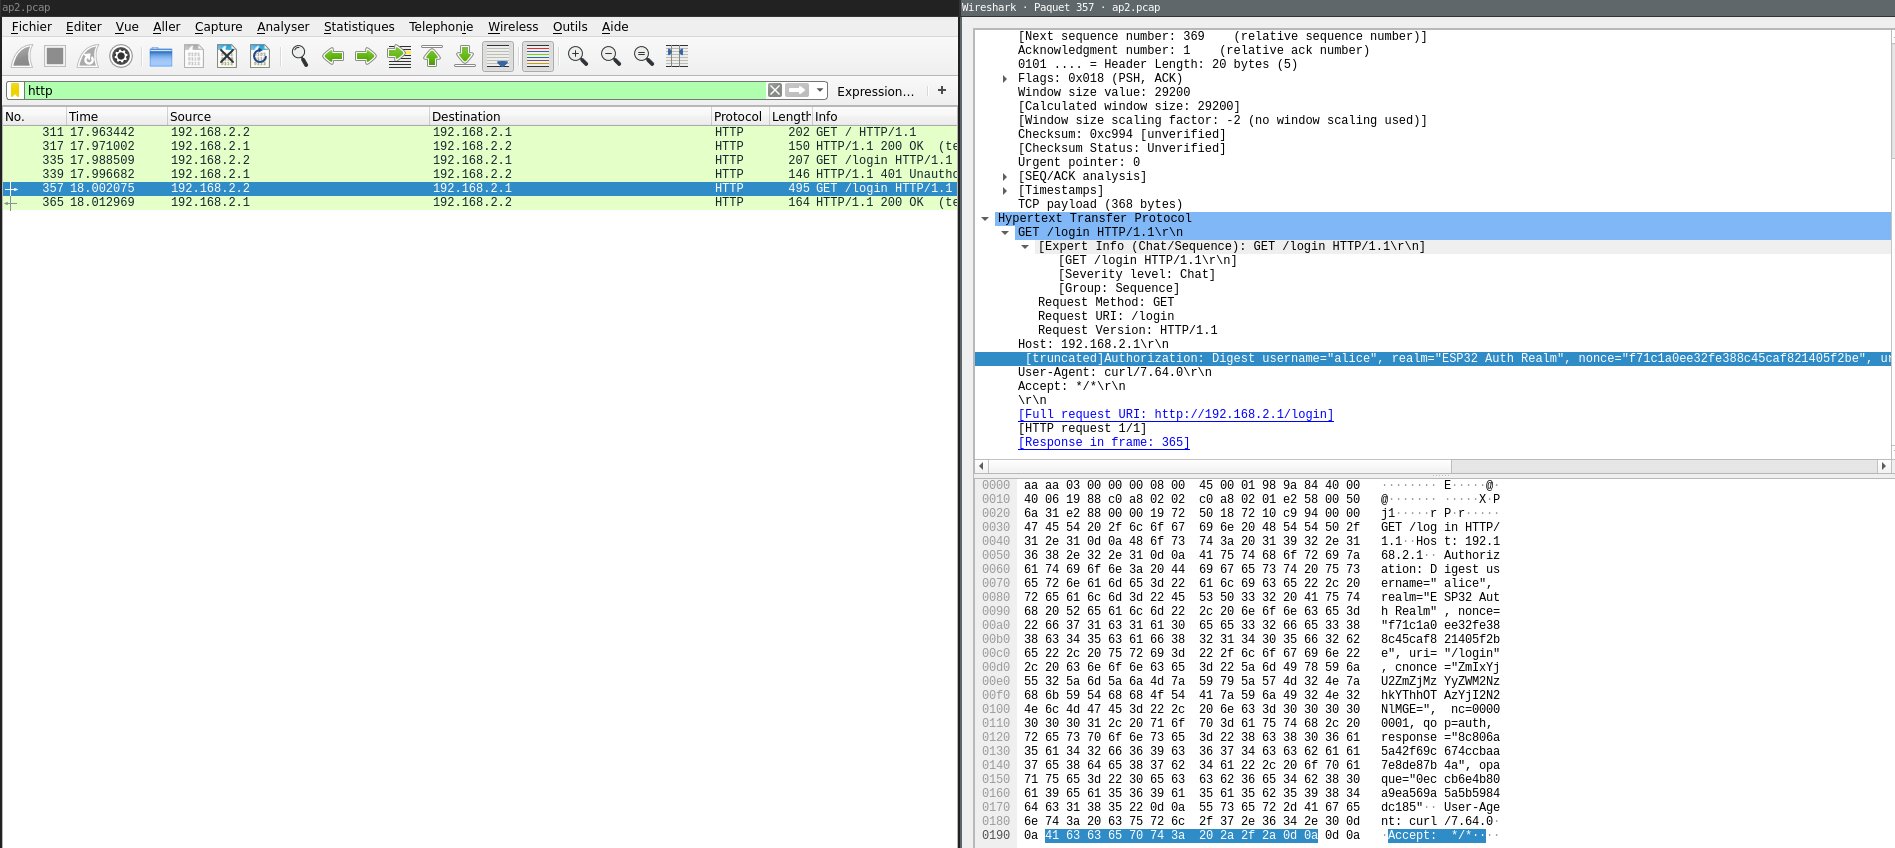 ap2.pcap
Fichier Editer Vue Aller Capture Analyser Statistiques Telephonie Wireless Outils Aide
http Expression… +
No. Time Source Destination Protocol Length Info
311 17.963442 192.168.2.2 192.168.2.1 HTTP 202 GET / HTTP/1.1
317 17.971002 192.168.2.1 192.168.2.2 HTTP 150 HTTP/1.1 200 OK (te
335 17.988509 192.168.2.2 192.168.2.1 HTTP 207 GET /login HTTP/1.1
339 17.996682 192.168.2.1 192.168.2.2 HTTP 146 HTTP/1.1 401 Unautho
357 18.002075 192.168.2.2 192.168.2.1 HTTP 495 GET /login HTTP/1.1
365 18.012969 192.168.2.1 192.168.2.2 HTTP 164 HTTP/1.1 200 OK (te
Wireshark · Paquet 357 · ap2.pcap
[Next sequence number: 369 (relative sequence number)]
Acknowledgment number: 1 (relative ack number)
0101 .... = Header Length: 20 bytes (5)
Flags: 0x018 (PSH, ACK)
Window size value: 29200
[Calculated window size: 29200]
[Window size scaling factor: -2 (no window scaling used)]
Checksum: 0xc994 [unverified]
[Checksum Status: Unverified]
Urgent pointer: 0
[SEQ/ACK analysis]
[Timestamps]
TCP payload (368 bytes)
Hypertext Transfer Protocol
GET /login HTTP/1.1\r\n
[Expert Info (Chat/Sequence): GET /login HTTP/1.1\r\n]
[GET /login HTTP/1.1\r\n]
[Severity level: Chat]
[Group: Sequence]
Request Method: GET
Request URI: /login
Request Version: HTTP/1.1
Host: 192.168.2.1\r\n
[truncated]Authorization: Digest username="alice", realm="ESP32 Auth Realm", nonce="f71c1a0ee32fe388c45caf821405f2be", ur
User-Agent: curl/7.64.0\r\n
Accept: */*\r\n
\r\n
[Full request URI: http://192.168.2.1/login]
[HTTP request 1/1]
[Response in frame: 365]
0000 aa aa 03 00 00 00 08 00 45 00 01 98 9a 84 40 00 ········ E·····@·
0010 40 06 19 88 c0 a8 02 02 c0 a8 02 01 e2 58 00 50 @······· ·····X·P
0020 6a 31 e2 88 00 00 19 72 50 18 72 10 c9 94 00 00 j1·····r P·r·····
0030 47 45 54 20 2f 6c 6f 67 69 6e 20 48 54 54 50 2f GET /log in HTTP/
0040 31 2e 31 0d 0a 48 6f 73 74 3a 20 31 39 32 2e 31 1.1··Hos t: 192.1
0050 36 38 2e 32 2e 31 0d 0a 41 75 74 68 6f 72 69 7a 68.2.1·· Authoriz
0060 61 74 69 6f 6e 3a 20 44 69 67 65 73 74 20 75 73 ation: D igest us
0070 65 72 6e 61 6d 65 3d 22 61 6c 69 63 65 22 2c 20 ername=" alice",
0080 72 65 61 6c 6d 3d 22 45 53 50 33 32 20 41 75 74 realm="E SP32 Aut
0090 68 20 52 65 61 6c 6d 22 2c 20 6e 6f 6e 63 65 3d h Realm" , nonce=
00a0 22 66 37 31 63 31 61 30 65 65 33 32 66 65 33 38 "f71c1a0 ee32fe38
00b0 38 63 34 35 63 61 66 38 32 31 34 30 35 66 32 62 8c45caf8 21405f2b
00c0 65 22 2c 20 75 72 69 3d 22 2f 6c 6f 67 69 6e 22 e", uri= "/login"
00d0 2c 20 63 6e 6f 6e 63 65 3d 22 5a 6d 49 78 59 6a , cnonce ="ZmIxYj
00e0 55 32 5a 6d 5a 6a 4d 7a 59 79 5a 57 4d 32 4e 7a U2ZmZjMz YyZWM2Nz
00f0 68 6b 59 54 68 68 4f 54 41 7a 59 6a 49 32 4e 32 hkYThhOT AzYjI2N2
0100 4e 6c 4d 47 45 3d 22 2c 20 6e 63 3d 30 30 30 30 NlMGE=", nc=0000
0110 30 30 30 31 2c 20 71 6f 70 3d 61 75 74 68 2c 20 0001, qo p=auth,
0120 72 65 73 70 6f 6e 73 65 3d 22 38 63 38 30 36 61 response ="8c806a
0130 35 61 34 32 66 36 39 63 36 37 34 63 63 62 61 61 5a42f69c 674ccbaa
0140 37 65 38 64 65 38 37 62 34 61 22 2c 20 6f 70 61 7e8de87b 4a", opa
0150 71 75 65 3d 22 30 65 63 63 62 36 65 34 62 38 30 que="0ec cb6e4b80
0160 61 39 65 61 35 36 39 61 35 61 35 62 35 39 38 34 a9ea569a 5a5b5984
0170 64 63 31 38 35 22 0d 0a 55 73 65 72 2d 41 67 65 dc185"·· User-Age
0180 6e 74 3a 20 63 75 72 6c 2f 37 2e 36 34 2e 30 0d nt: curl /7.64.0·
0190 0a 41 63 63 65 70 74 3a 20 2a 2f 2a 0d 0a 0d 0a ·Accept: */*····